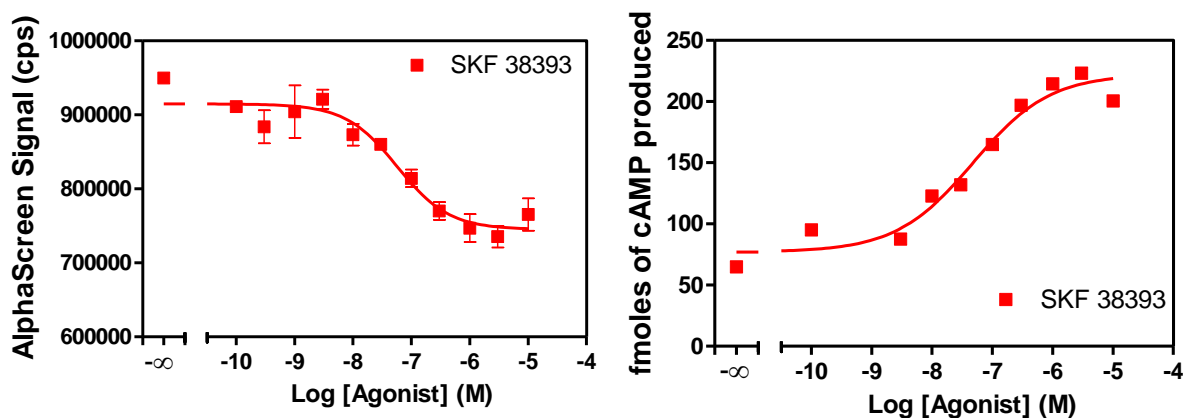 AlphaScreen Signal (cps)
1000000
900000
800000
700000
600000
SKF 38393
-∞ -10 -9 -8 -7 -6 -5 -4
Log [Agonist] (M)
fmoles of cAMP produced
250
200
150
100
50
0
SKF 38393
-∞ -10 -9 -8 -7 -6 -5 -4
Log [Agonist] (M)